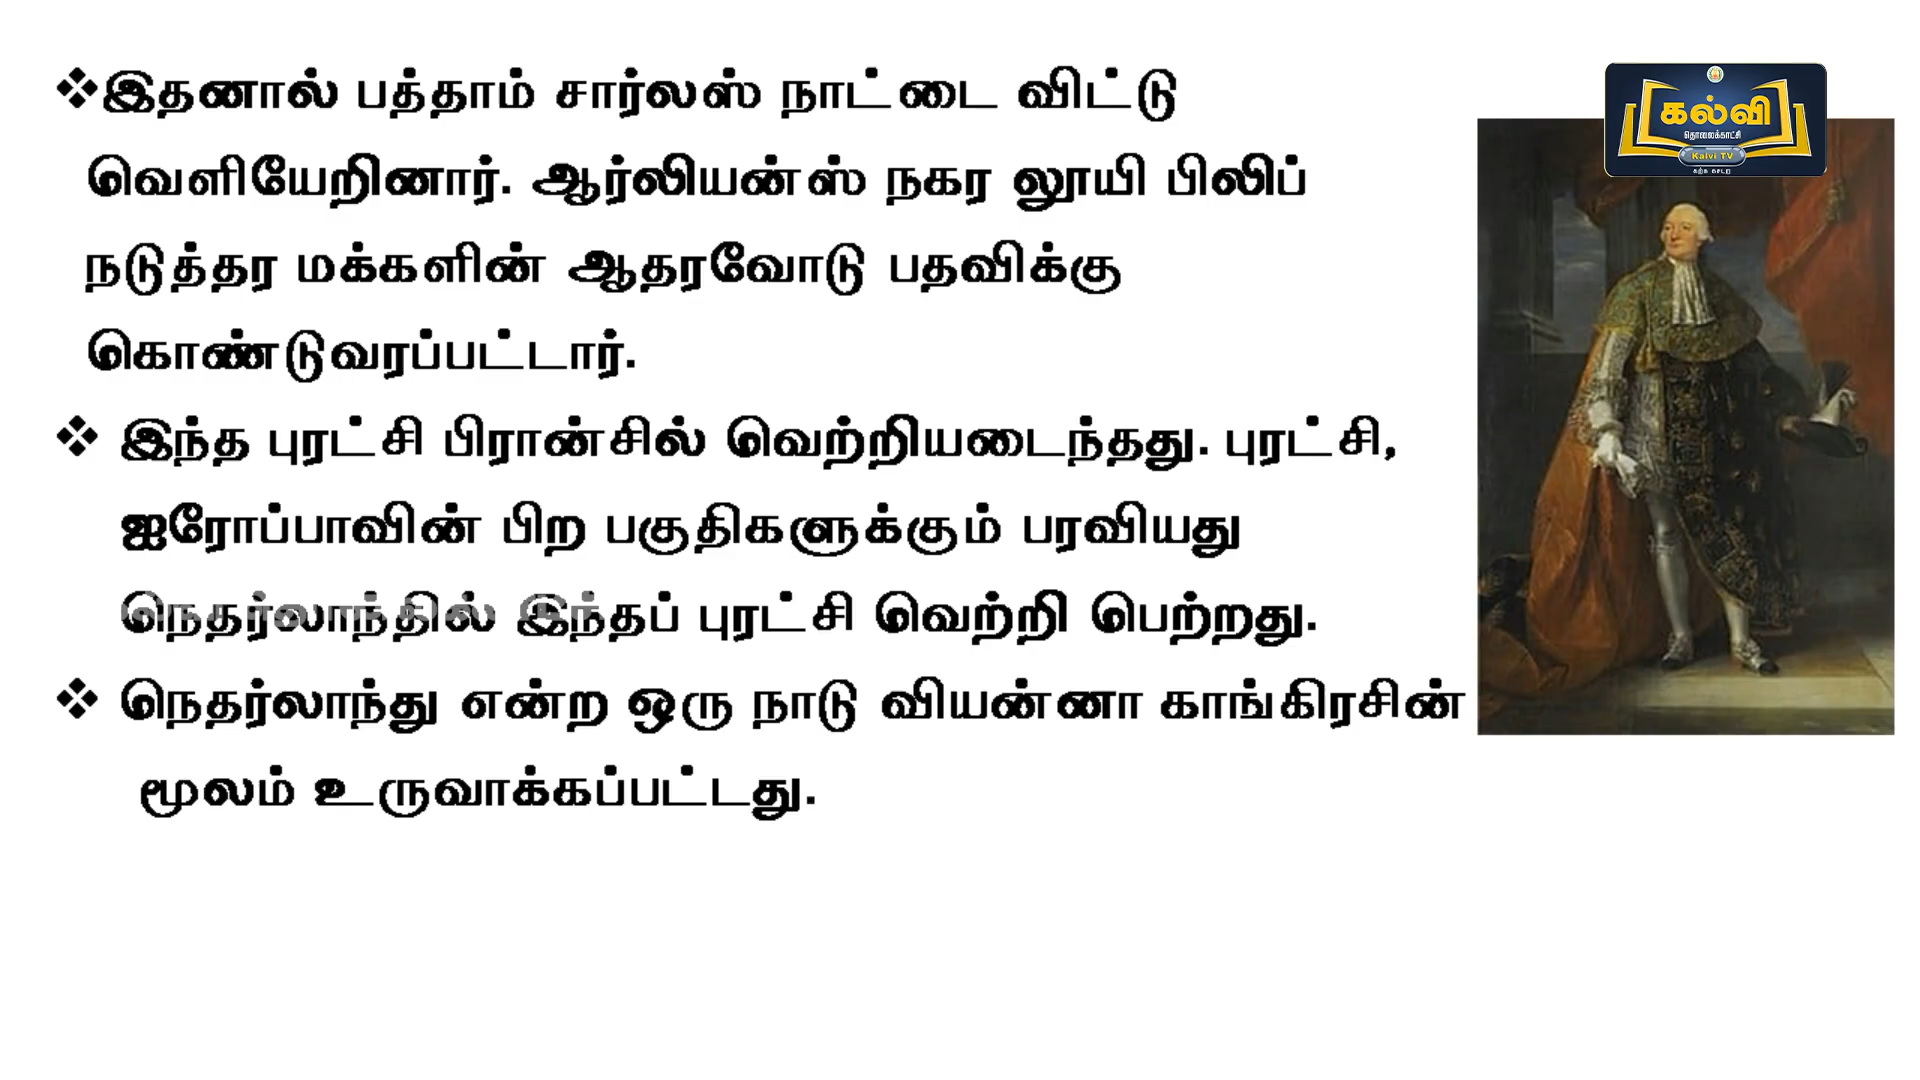 ❖இதனால் பத்தாம் சார்லஸ் நாட்டை விட்டு
வெளியேறினார். ஆர்லியன்ஸ் நகர லூயி பிலிப்
நடுத்தர மக்களின் ஆதரவோடு பதவிக்கு
கொண்டுவரப்பட்டார்.
❖ இந்த புரட்சி பிரான்சில் வெற்றியடைந்தது. புரட்சி,
ஐரோப்பாவின் பிற பகுதிகளுக்கும் பரவியது
நெதர்லாந்தில் இந்தப் புரட்சி வெற்றி பெற்றது.
❖ நெதர்லாந்து என்ற ஒரு நாடு வியன்னா காங்கிரசின்
மூலம் உருவாக்கப்பட்டது.
கல்வி
தொலைக்காட்சி
Kalvi TV
கற்க கசடற